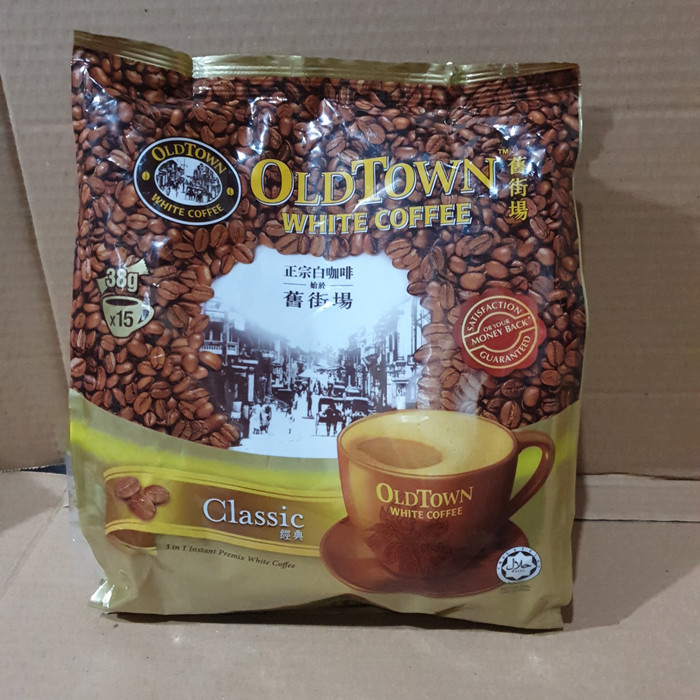 OLDTOWN
WHITE COFFEE
OLDTOWN™
WHITE COFFEE
舊街場
正宗白咖啡
始於
舊街場
38g
x15
SATISFACTION
OR YOUR
MONEY BACK
GUARANTEED
OLDTOWN
WHITE COFFEE
Classic
經典
3 in 1 Instant Premix White Coffee
حلال